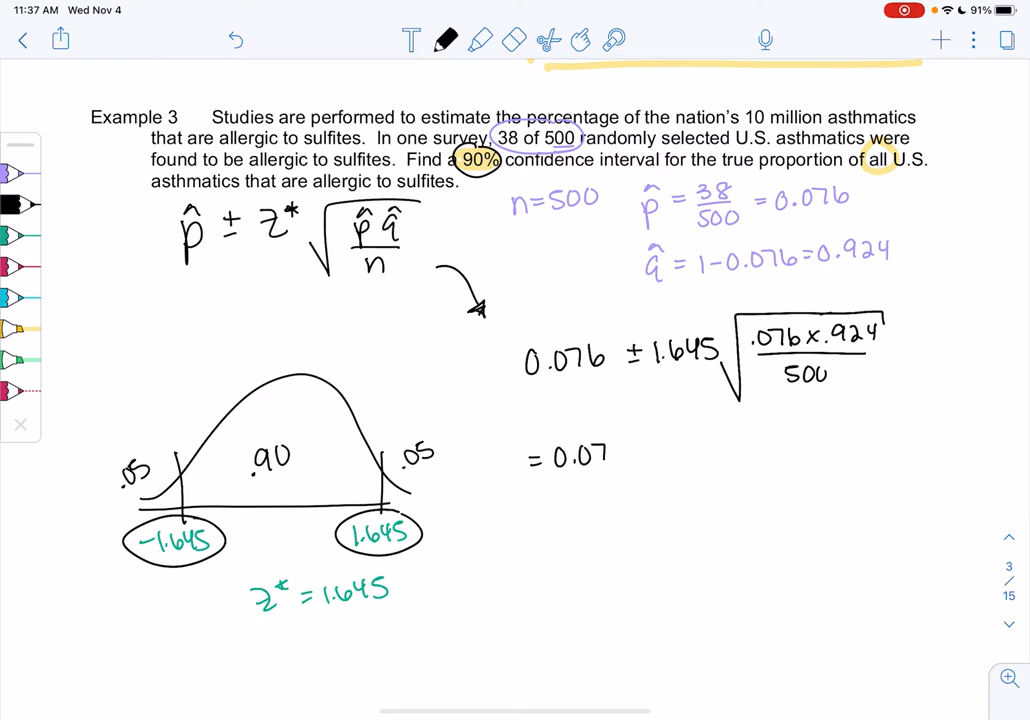 11:37 AM Wed Nov 4
91%
Example 3 Studies are performed to estimate the percentage of the nation's 10 million asthmatics
that are allergic to sulfites. In one survey, 38 of 500 randomly selected U.S. asthmatics were
found to be allergic to sulfites. Find a 90% confidence interval for the true proportion of all U.S.
asthmatics that are allergic to sulfites.
n=500
p̂ = 38/500 = 0.076
q̂ = 1-0.076=0.924
p̂ ± z* √(p̂ q̂/n)
0.076 ± 1.645 √(.076 x .924/500)
= 0.07
.05 .90 .05
-1.645 1.645
z* = 1.645
3
/
15